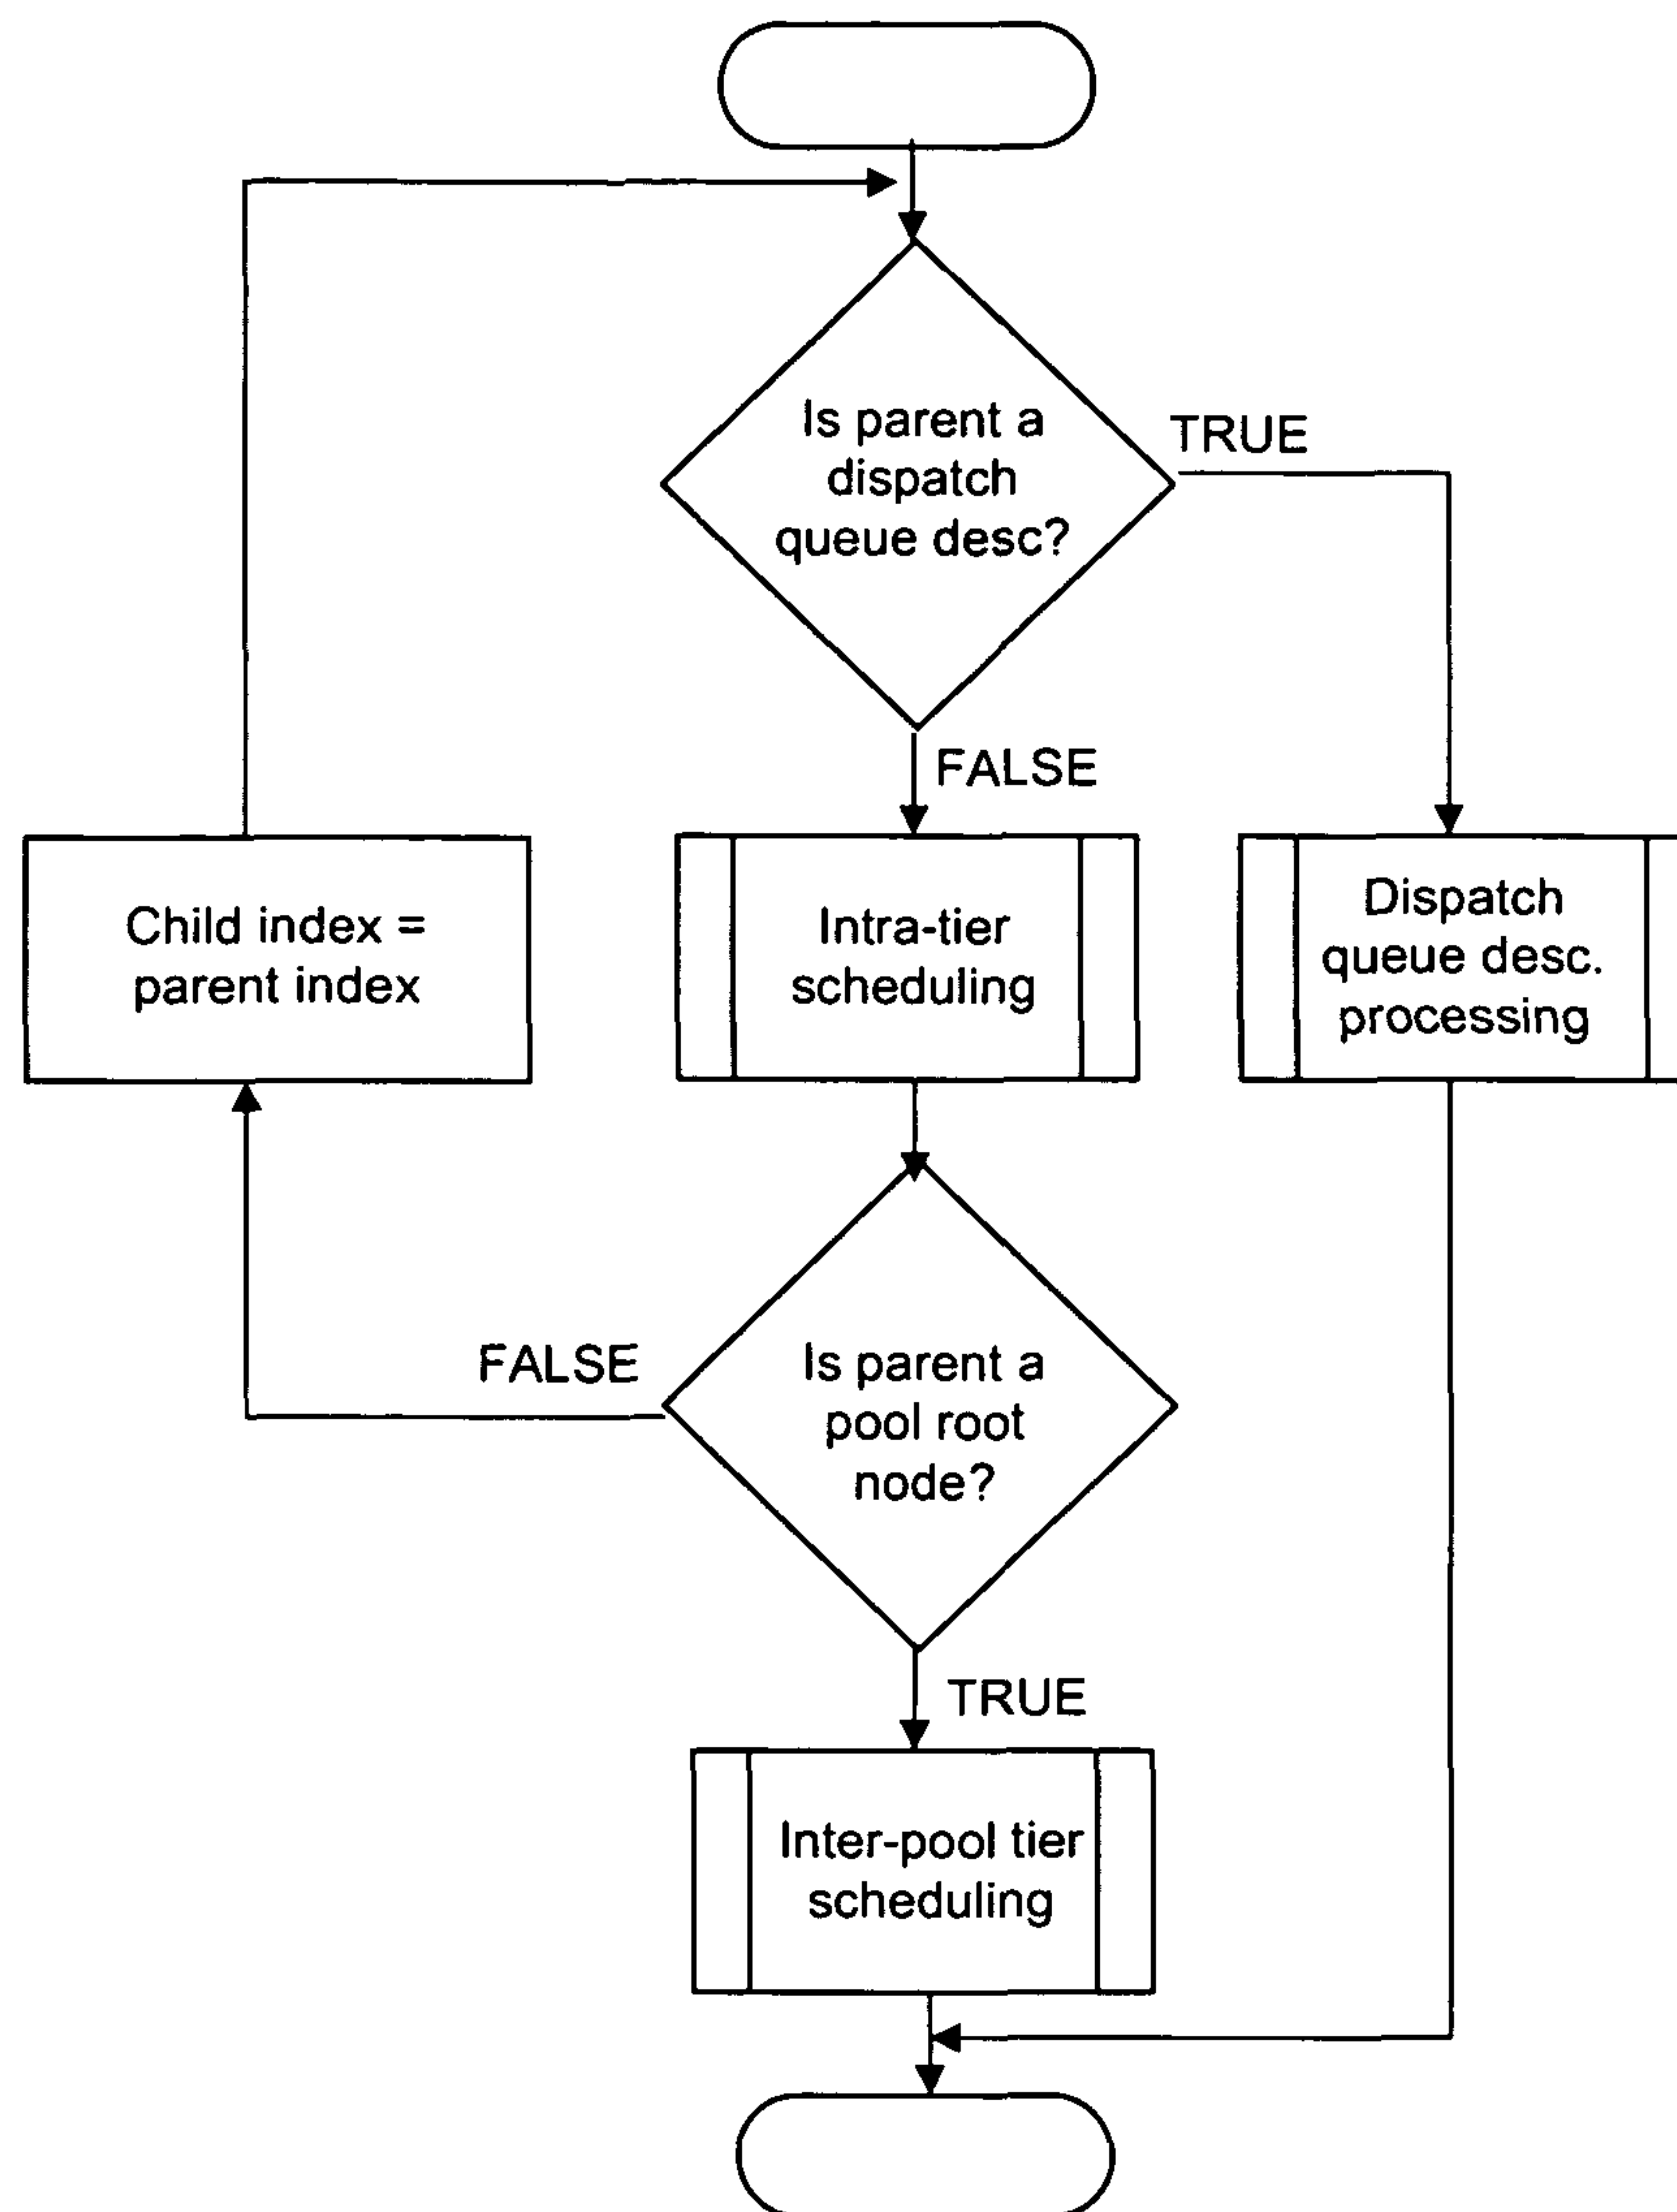 Is parent a
dispatch
queue desc?
TRUE
FALSE
Child index =
parent index
Intra-tier
scheduling
Dispatch
queue desc.
processing
FALSE
Is parent a
pool root
node?
TRUE
Inter-pool tier
scheduling